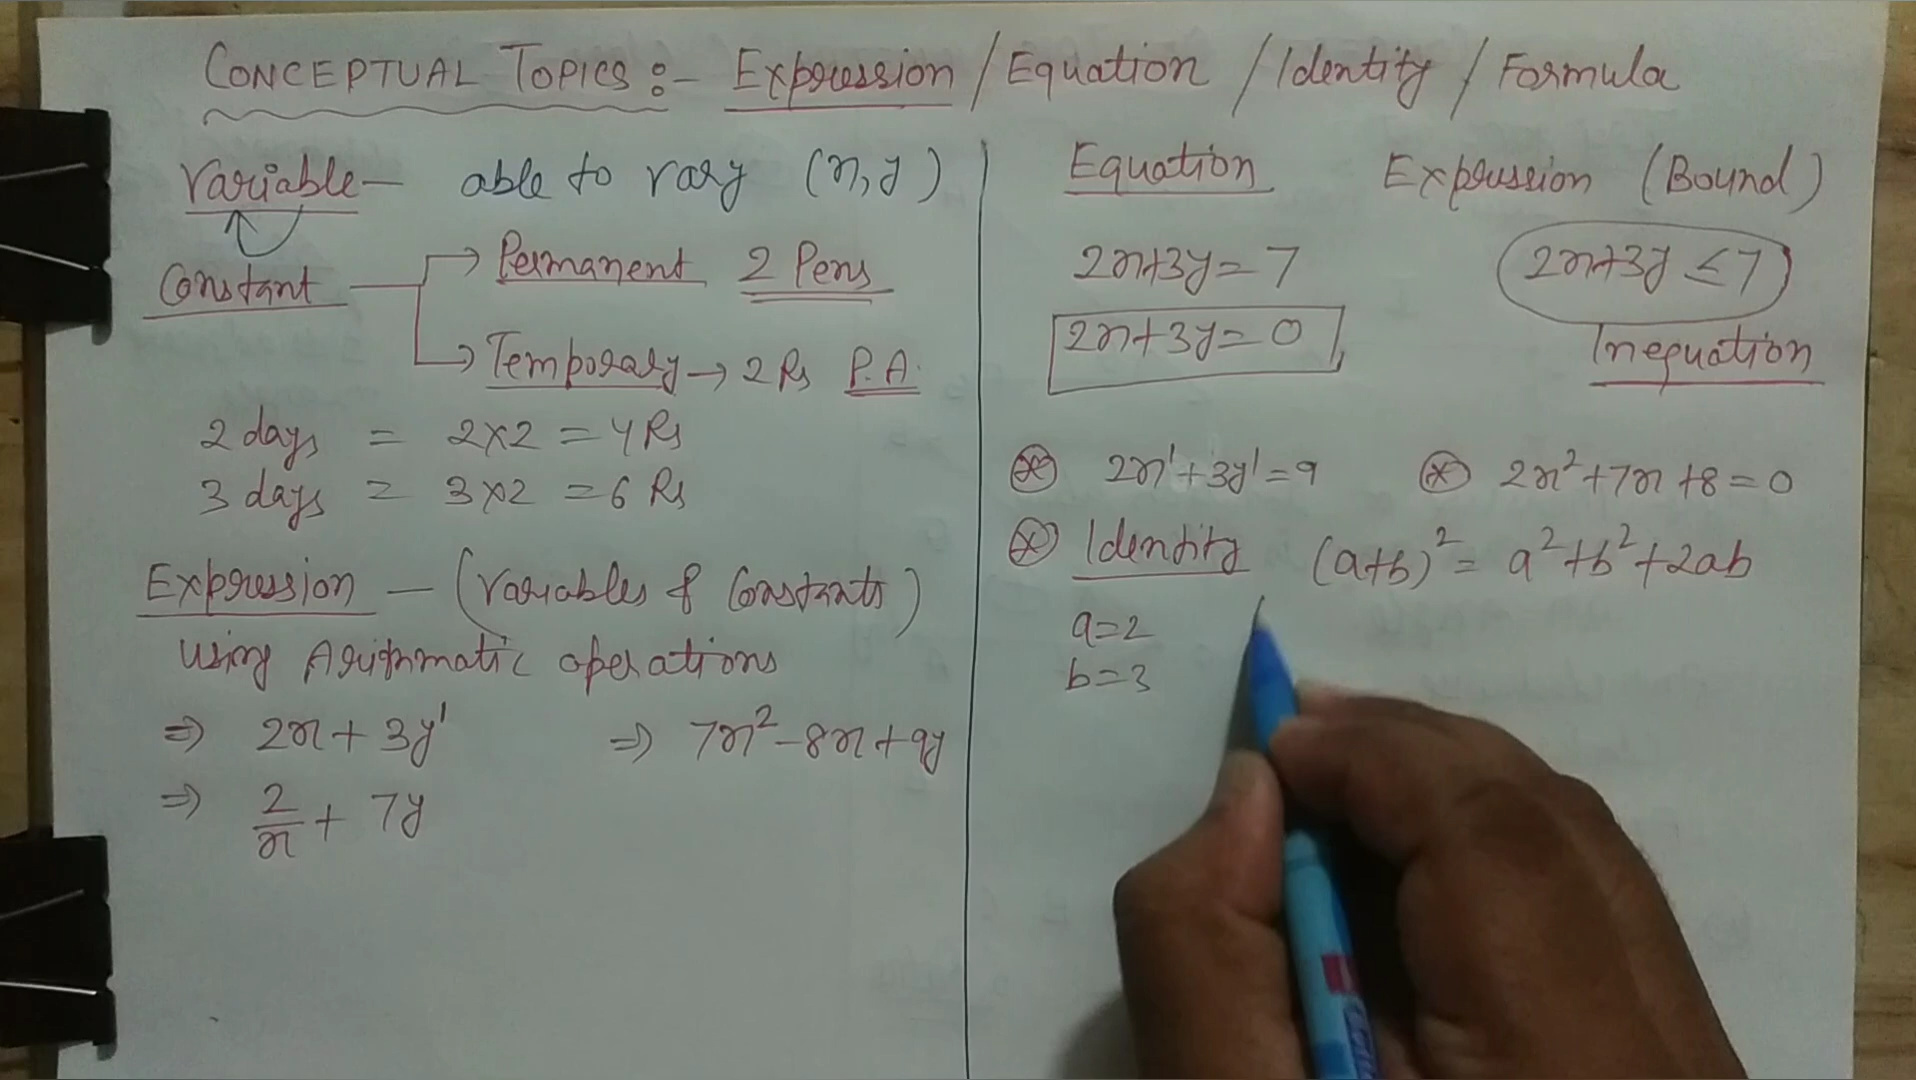 CONCEPTUAL TOPICS :- Expression / Equation / Identity / Formula
Variable - able to vary (x, y)
Constant → Permanent 2 Pens
→ Temporary → 2 Rs P.A.
2 days = 2×2 = 4 Rs
3 days = 3×2 = 6 Rs
Expression - (Variables & Constants)
using Arithmatic operations
⇒ 2x + 3y¹ ⇒ 7x² - 8x + 9y
⇒ 2/x + 7y
Equation Expression (Bound)
2x+3y = 7 2x+3y ≤ 7
2x+3y = 0 Inequation
⊛ 2x¹ + 3y¹ = 9 ⊛ 2x² + 7x + 8 = 0
⊛ Identity (a+b)² = a² + b² + 2ab
a=2
b=3